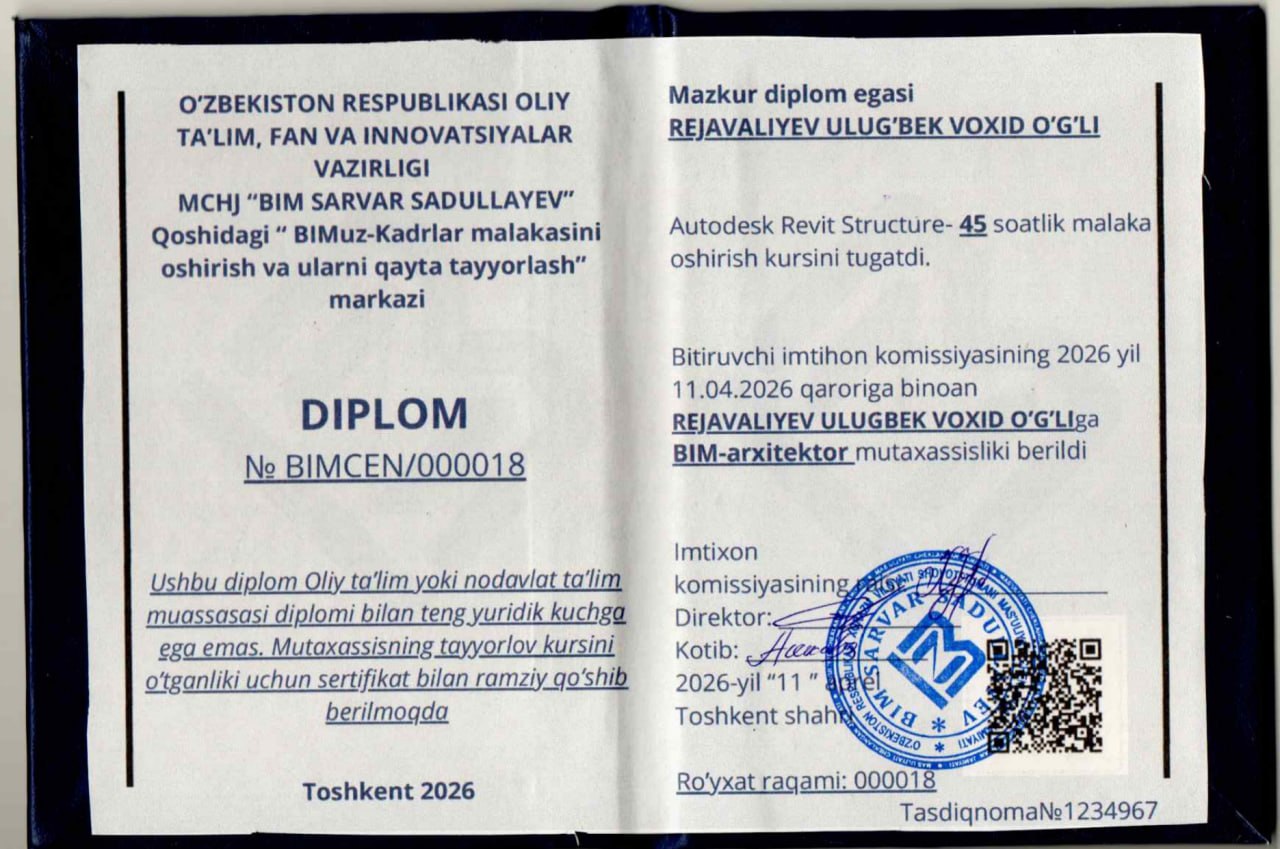 O'ZBEKISTON RESPUBLIKASI OLIY
TA'LIM, FAN VA INNOVATSIYALAR
VAZIRLIGI
MCHJ “BIM SARVAR SADULLAYEV”
Qoshidagi “ BIMuz-Kadrlar malakasini
oshirish va ularni qayta tayyorlash”
markazi
DIPLOM
№ BIMCEN/000018
Ushbu diplom Oliy ta'lim yoki nodavlat ta'lim
muassasasi diplomi bilan teng yuridik kuchga
ega emas. Mutaxassisning tayyorlov kursini
o'tganliki uchun sertifikat bilan ramziy qo'shib
berilmoqda
Toshkent 2026
Mazkur diplom egasi
REJAVALIYEV ULUG'BEK VOXID O'G'LI
Autodesk Revit Structure- 45 soatlik malaka
oshirish kursini tugatdi.
Bitiruvchi imtihon komissiyasining 2026 yil
11.04.2026 qaroriga binoan
REJAVALIYEV ULUGBEK VOXID O'G'LIga
BIM-arxitektor mutaxassisliki berildi
Imtixon
komissiyasining
Direktor:
Kotib:
2026-yil “11 ”
Toshkent shahri
BIM SARVAR
Ro'yxat raqami: 000018
Tasdiqnoma№1234967